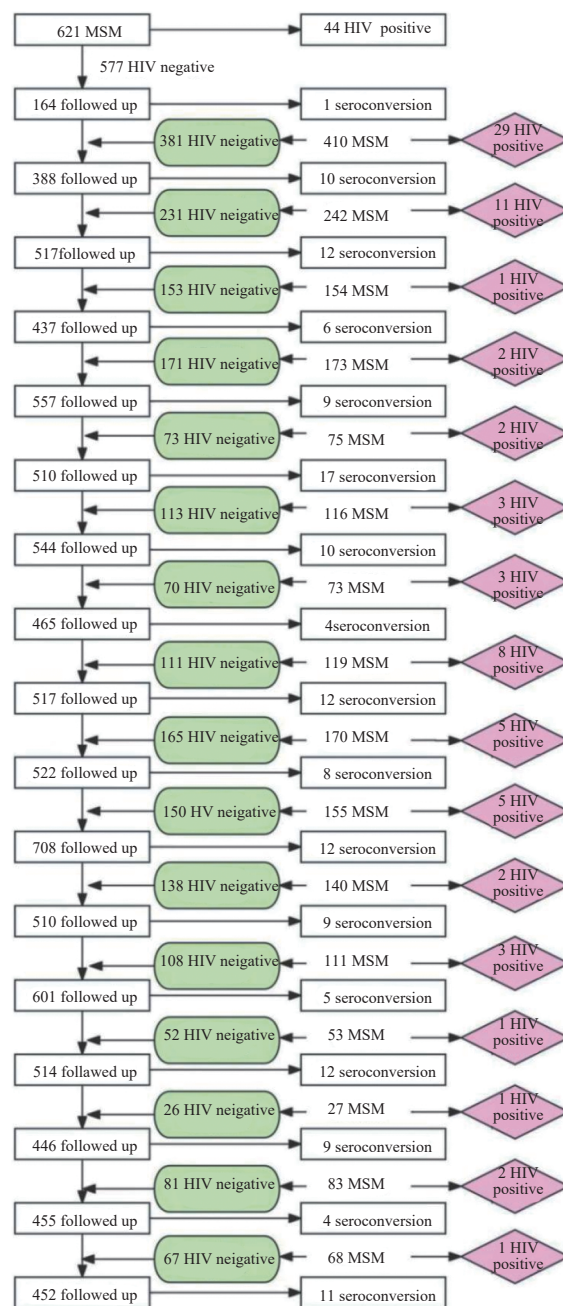 621 MSM
44 HIV positive
577 HIV negative
164 followed up
1 seroconversion
381 HIV neigative
410 MSM
29 HIV
positive
388 followed up
10 seroconversion
231 HIV neigative
242 MSM
11 HIV
positive
517followed up
12 seroconversion
153 HIV neigative
154 MSM
1 HIV
positive
437 followed up
6 seroconversion
171 HIV neigative
173 MSM
2 HIV
positive
557 followed up
9 seroconversion
73 HIV neigative
75 MSM
2 HIV
positive
510 followed up
17 seroconversion
113 HIV neigative
116 MSM
3 HIV
positive
544 followed up
10 seroconversion
70 HIV neigative
73 MSM
3 HIV
positive
465 followed up
4seroconversion
111 HIV neigative
119 MSM
8 HIV
positive
517 followed up
12 seroconversion
165 HIV neigative
170 MSM
5 HIV
positive
522 followed up
8 seroconversion
150 HV neigative
155 MSM
5 HIV
positive
708 followed up
12 seroconversion
138 HIV neigative
140 MSM
2 HIV
positive
510 followed up
9 seroconversion
108 HIV neigative
111 MSM
3 HIV
positive
601 followed up
5 seroconversion
52 HIV neigative
53 MSM
1 HIV
positive
514 follawed up
12 seroconversion
26 HIV neigative
27 MSM
1 HIV
positive
446 followed up
9 seroconversion
81 HIV neigative
83 MSM
2 HIV
positive
455 followed up
4 seroconversion
67 HIV neigative
68 MSM
1 HIV
positive
452 followed up
11 seroconversion